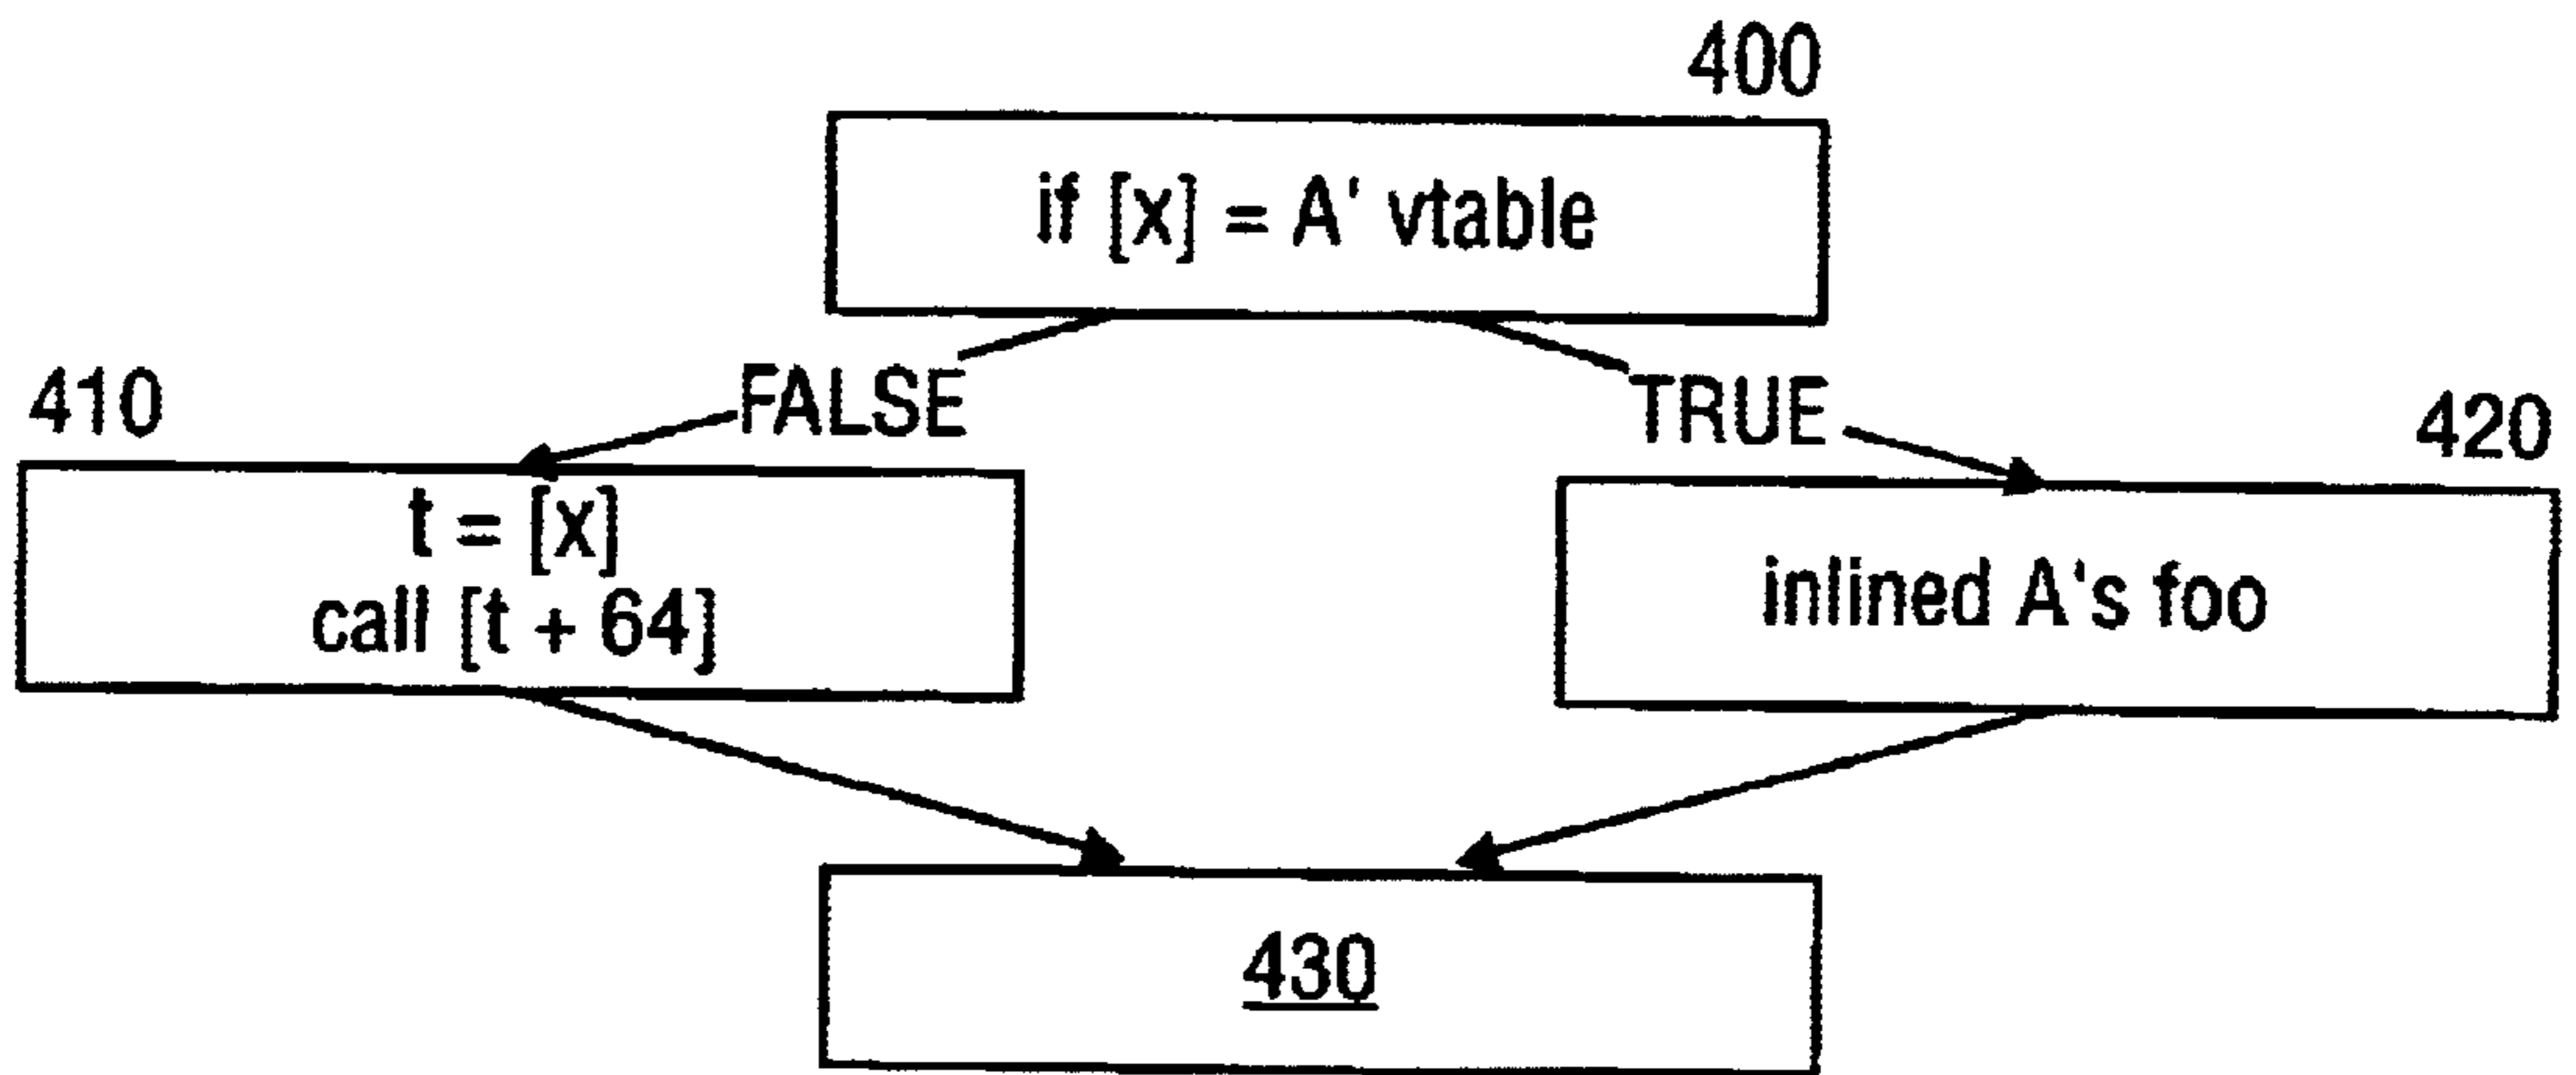 400
if [x] = A' vtable
FALSE
TRUE
410
420
t = [x]
call [t + 64]
inlined A's foo
430